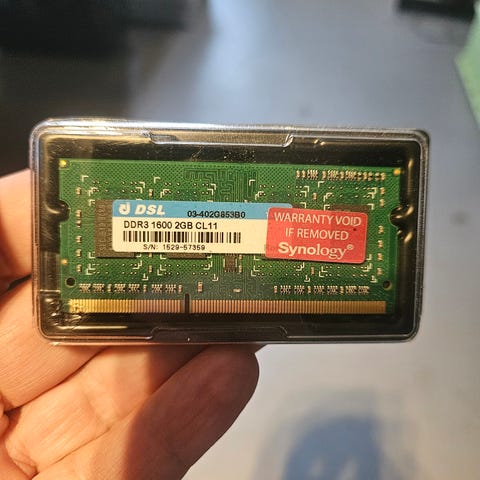 DSL
03-402G853B0
DDR3 1600 2GB CL11
S/N: 1529-57359
WARRANTY VOID
IF REMOVED
Synology®